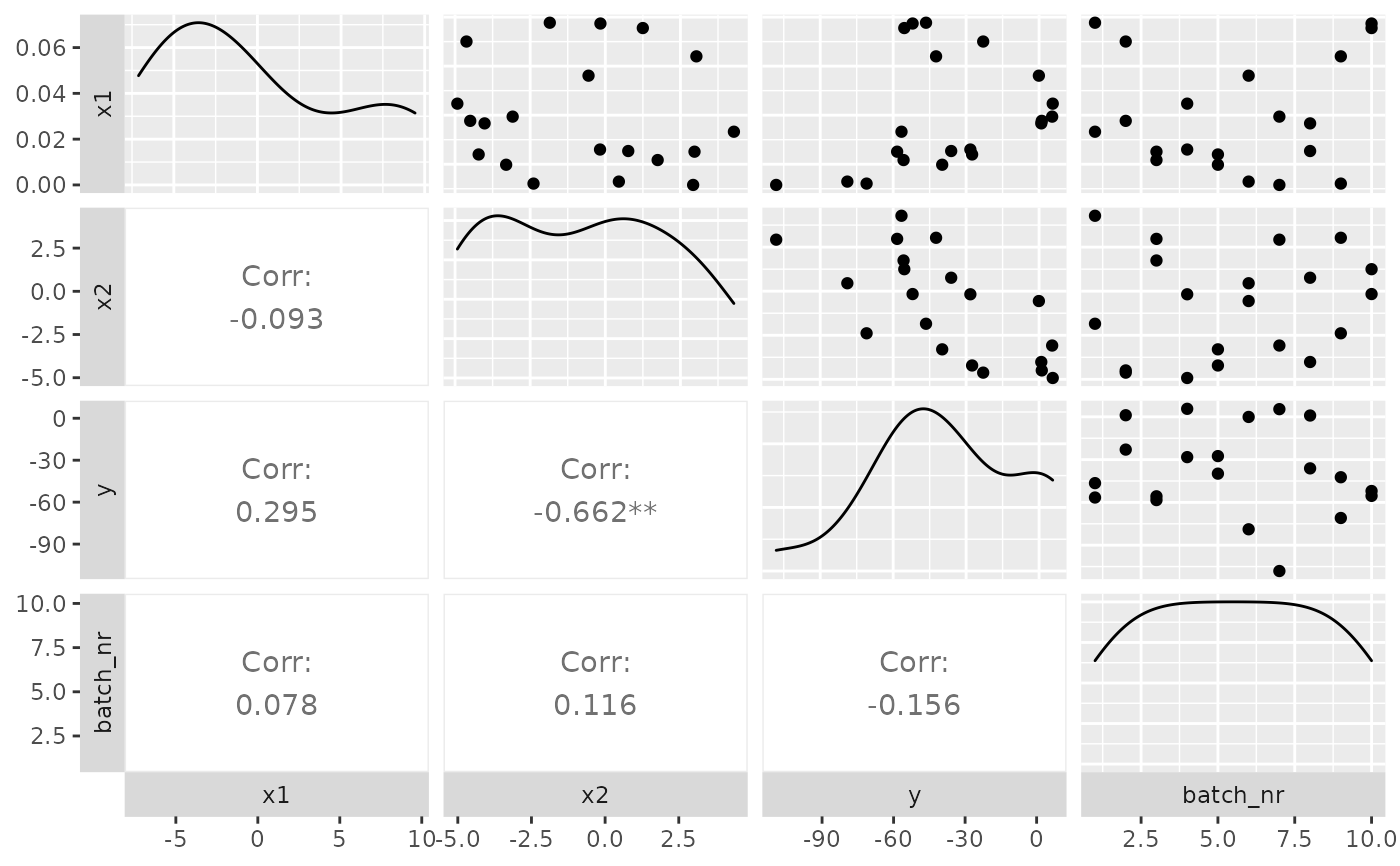 0.06
0.04
0.02
0.00
x1
2.5
0.0
-2.5
-5.0
x2
Corr:
-0.093
0
-30
-60
-90
y
Corr:
0.295
Corr:
-0.662**
10.0
7.5
5.0
2.5
batch_nr
Corr:
0.078
Corr:
0.116
Corr:
-0.156
x1 x2 y batch_nr
-5 0 5 10 -5.0 -2.5 0.0 2.5 -90 -60 -30 0 2.5 5.0 7.5 10.0